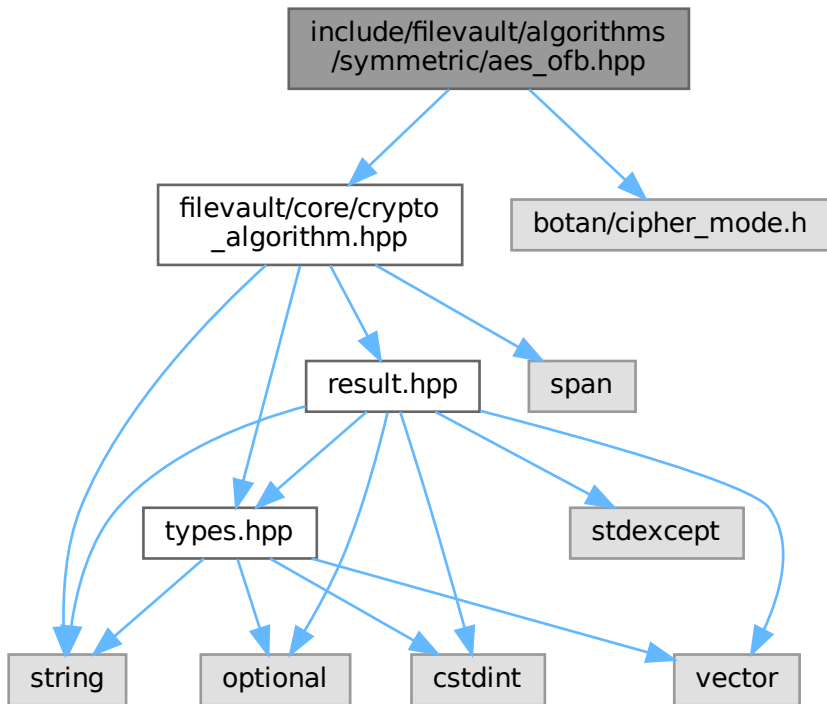 include/filevault/algorithms
/symmetric/aes_ofb.hpp
filevault/core/crypto
_algorithm.hpp
botan/cipher_mode.h
result.hpp
span
types.hpp
stdexcept
string
optional
cstdint
vector